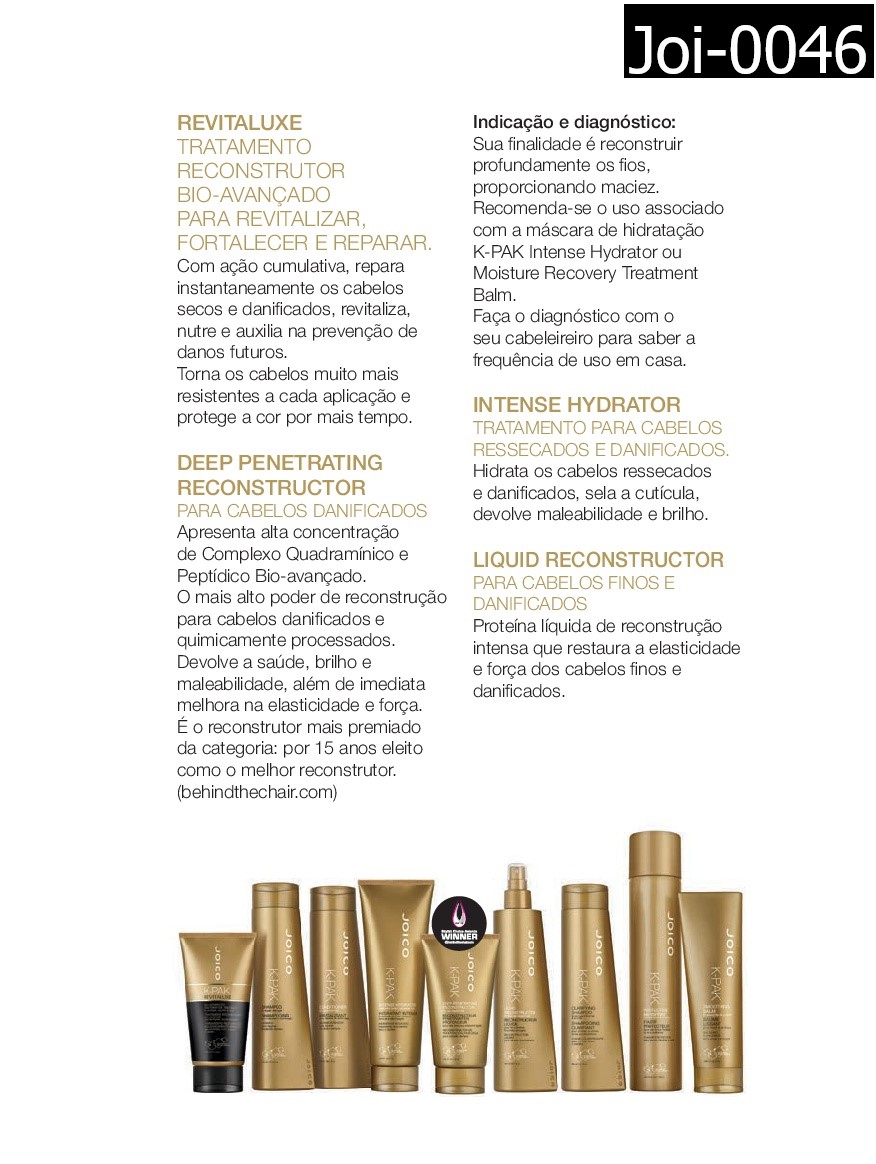 Joi-0046
REVITALUXE
TRATAMENTO
RECONSTRUTOR
BIO-AVANÇADO
PARA REVITALIZAR,
FORTALECER E REPARAR.
Com ação cumulativa, repara
instantaneamente os cabelos
secos e danificados, revitaliza,
nutre e auxilia na prevenção de
danos futuros.
Torna os cabelos muito mais
resistentes a cada aplicação e
protege a cor por mais tempo.
DEEP PENETRATING
RECONSTRUCTOR
PARA CABELOS DANIFICADOS
Apresenta alta concentração
de Complexo Quadramínico e
Peptídico Bio-avançado.
O mais alto poder de reconstrução
para cabelos danificados e
quimicamente processados.
Devolve a saúde, brilho e
maleabilidade, além de imediata
melhora na elasticidade e força.
É o reconstrutor mais premiado
da categoria: por 15 anos eleito
como o melhor reconstrutor.
(behindthechair.com)
Indicação e diagnóstico:
Sua finalidade é reconstruir
profundamente os fios,
proporcionando maciez.
Recomenda-se o uso associado
com a máscara de hidratação
K-PAK Intense Hydrator ou
Moisture Recovery Treatment
Balm.
Faça o diagnóstico com o
seu cabeleireiro para saber a
frequência de uso em casa.
INTENSE HYDRATOR
TRATAMENTO PARA CABELOS
RESSECADOS E DANIFICADOS.
Hidrata os cabelos ressecados
e danificados, sela a cutícula,
devolve maleabilidade e brilho.
LIQUID RECONSTRUCTOR
PARA CABELOS FINOS E
DANIFICADOS
Proteína líquida de reconstrução
intensa que restaura a elasticidade
e força dos cabelos finos e
danificados.
JOICO
K-PAK
REVITALUXE
JOICO
K-PAK
SHAMPOO
JOICO
K-PAK
JOICO
K-PAK
WINNER
JOICO
K-PAK
JOICO
K-PAK
JOICO
K-PAK
CLARIFYING
SHAMPOO
JOICO
K-PAK
JOICO
K-PAK